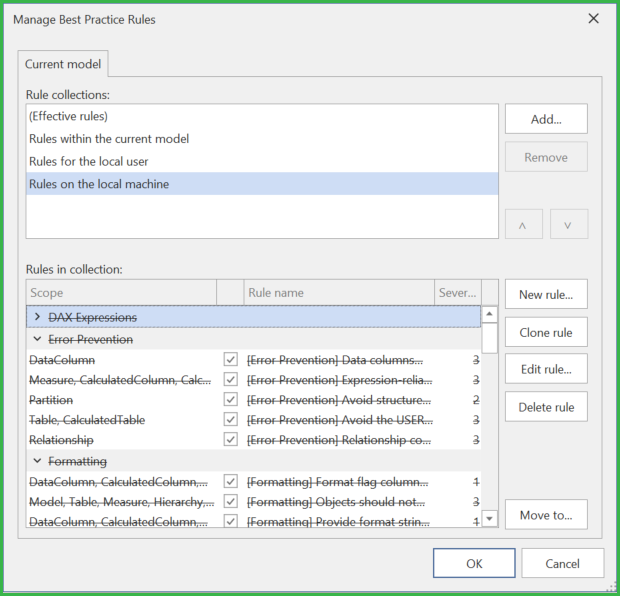 Manage Best Practice Rules
Current model
Rule collections:
(Effective rules)
Rules within the current model
Rules for the local user
Rules on the local machine
Add...
Remove
Rules in collection:
Scope Rule name Sever...
DAX Expressions
Error Prevention
DataColumn [Error Prevention] Data columns... 3
Measure, CalculatedColumn, Calc... [Error Prevention] Expression-relia... 3
Partition [Error Prevention] Avoid structure... 2
Table, CalculatedTable [Error Prevention] Avoid the USER... 3
Relationship [Error Prevention] Relationship co... 3
Formatting
DataColumn, CalculatedColumn,... [Formatting] Format flag column... 1
Model, Table, Measure, Hierarchy,... [Formatting] Objects should not... 3
DataColumn, CalculatedColumn,... [Formatting] Provide format strin... 1
New rule...
Clone rule
Edit rule...
Delete rule
Move to...
OK
Cancel